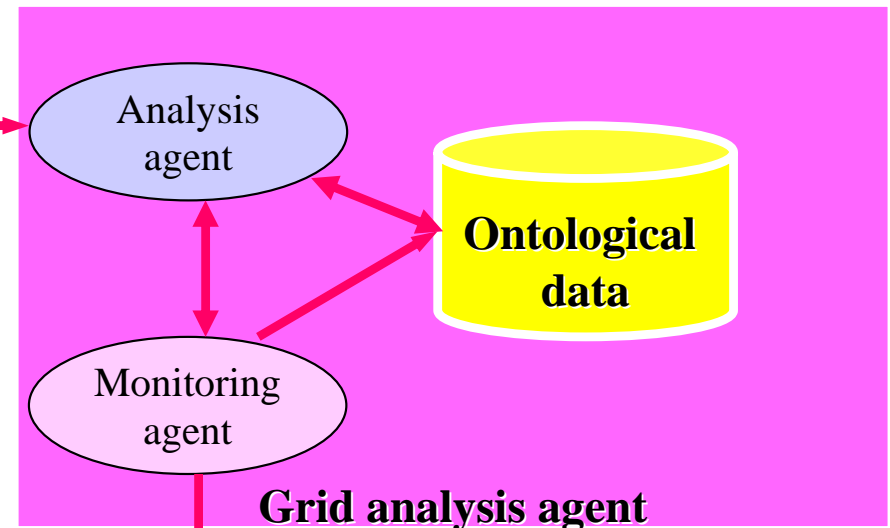 Analysis
agent
Ontological
data
Monitoring
agent
Grid analysis agent